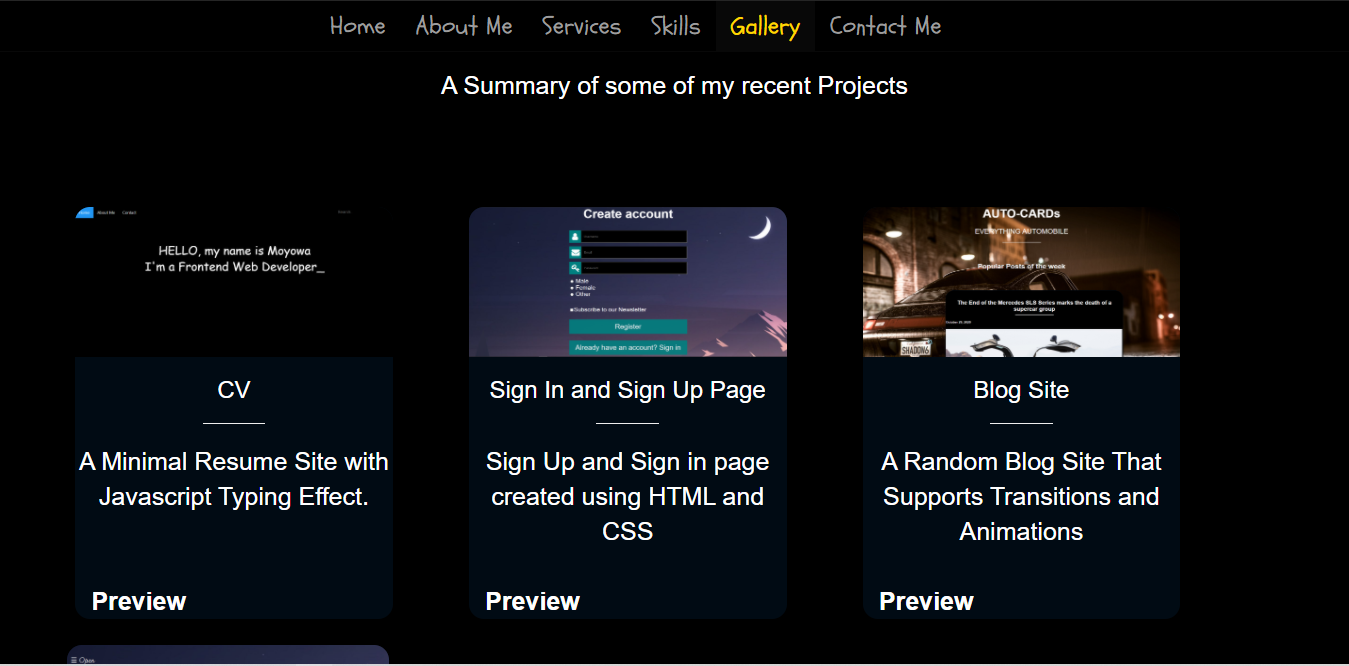 Home About Me Services Skills Gallery Contact Me
A Summary of some of my recent Projects
Home About Me Contact
HELLO, my name is Moyowa
I'm a Frontend Web Developer_
CV
A Minimal Resume Site with
Javascript Typing Effect.
Preview
Create account
Male
Female
Other
Subscribe to our Newsletter
Register
Already have an account? Sign in
Sign In and Sign Up Page
Sign Up and Sign in page
created using HTML and
CSS
Preview
AUTO-CARDs
EVERYTHING AUTOMOBILE
Popular Posts of the week
The End of the Mercedes SLS Series marks the death of a
supercar group
SHADOW6
Blog Site
A Random Blog Site That
Supports Transitions and
Animations
Preview
☰ Open